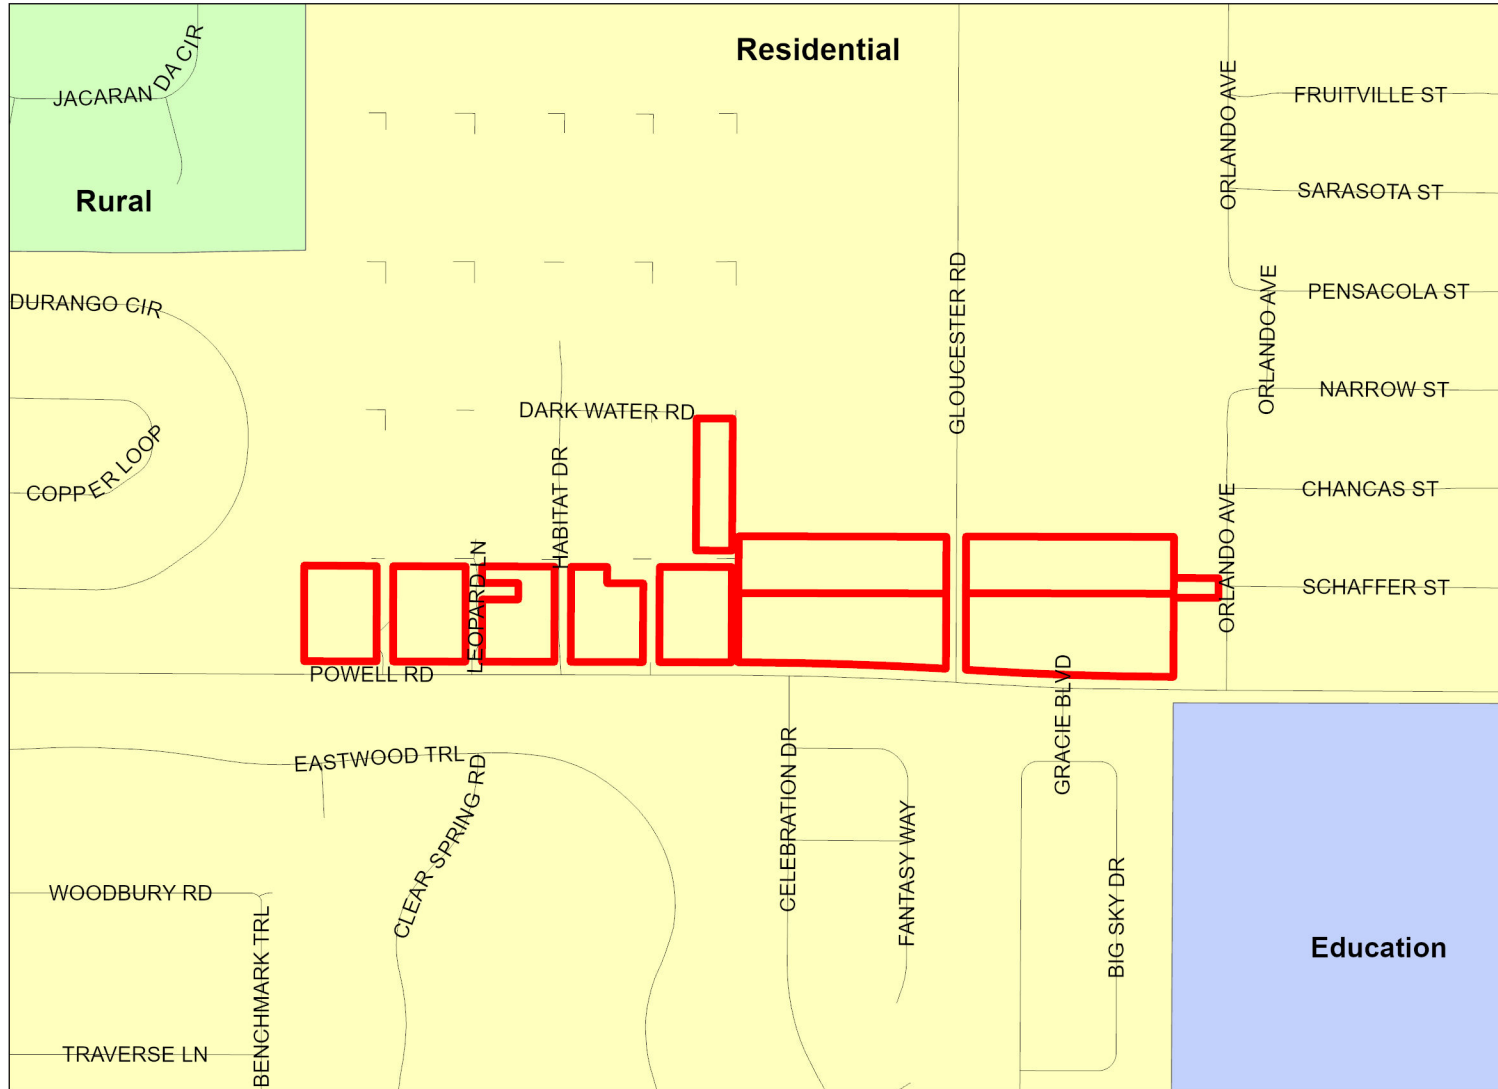 Residential
JACARANDA CIR
ORLANDO AVE
FRUITVILLE ST
Rural
SARASOTA ST
GLOUCESTER RD
ORLANDO AVE
PENSACOLA ST
DURANGO CIR
NARROW ST
DARK WATER RD
COPPER LOOP
HABITAT DR
CHANCAS ST
ORLANDO AVE
LEOPARD LN
SCHAFFER ST
POWELL RD
GRACIE BLVD
EASTWOOD TRL
CLEAR SPRING RD
CELEBRATION DR
FANTASY WAY
BIG SKY DR
WOODBURY RD
BENCHMARK TRL
Education
TRAVERSE LN